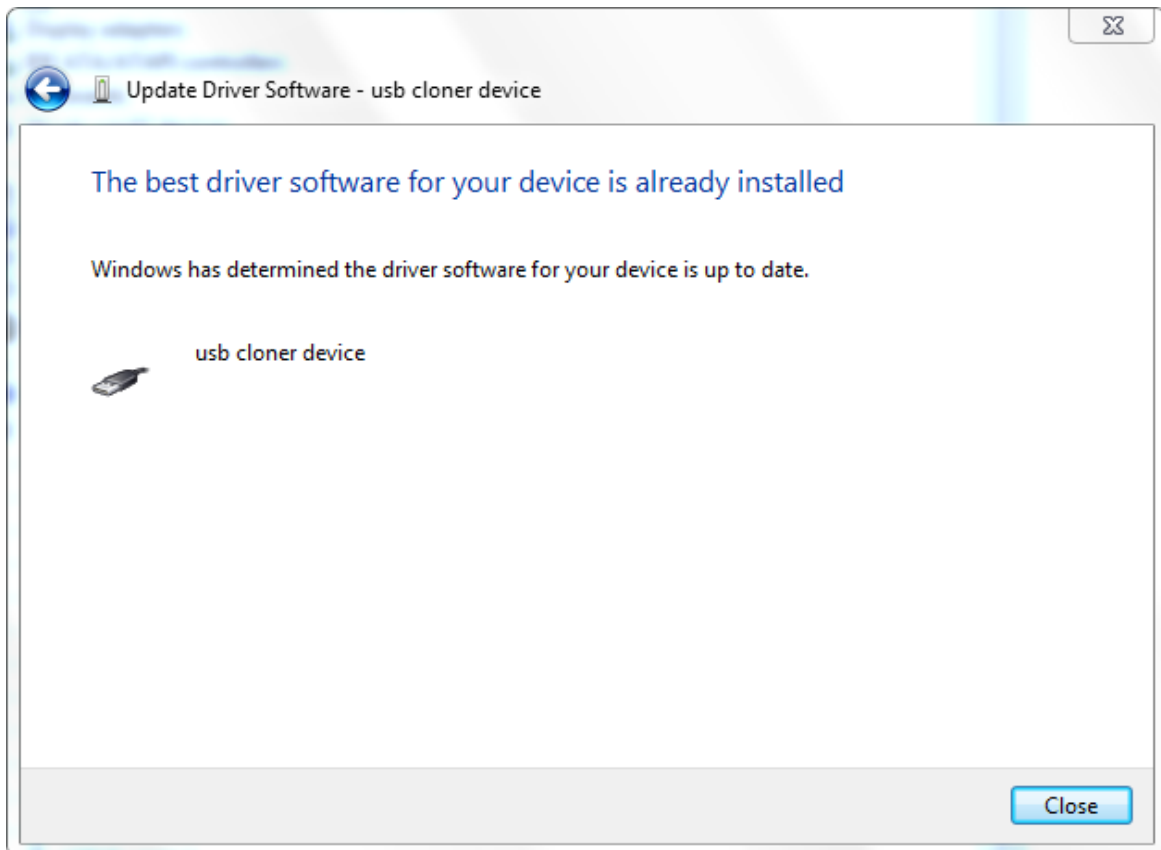 Update Driver Software - usb cloner device
The best driver software for your device is already installed
Windows has determined the driver software for your device is up to date.
usb cloner device
Close